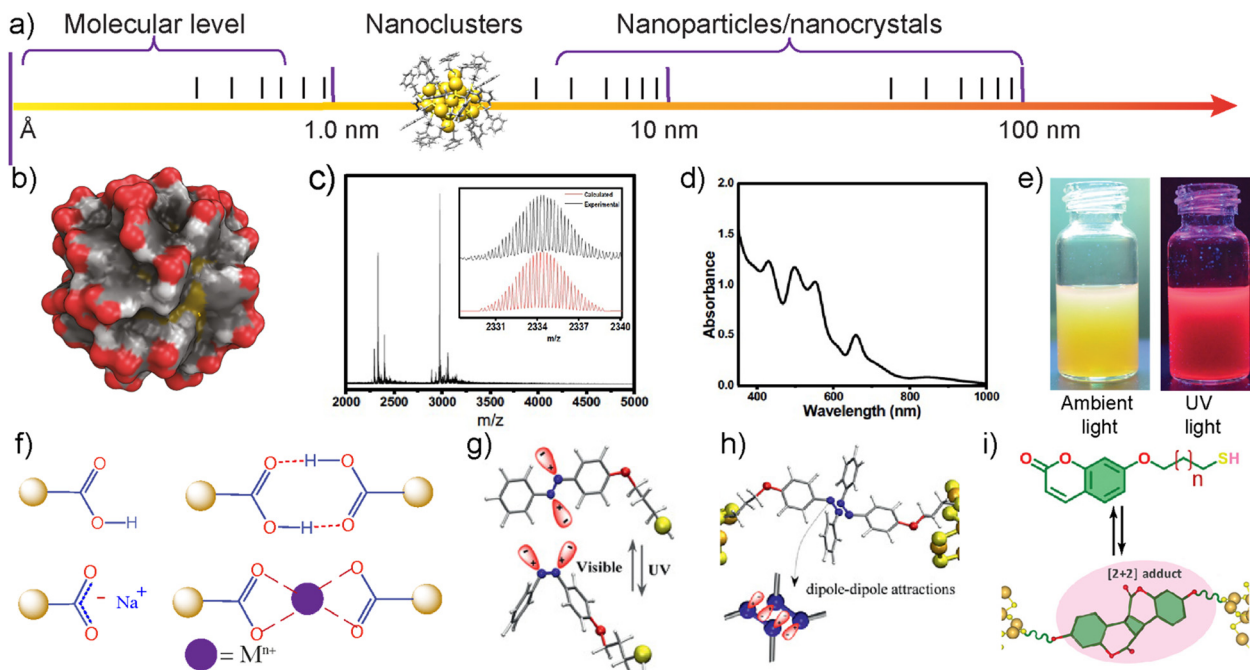 a)
Molecular level
Nanoclusters
Nanoparticles/nanocrystals
Å
1.0 nm
10 nm
100 nm
b)
c)
Calculated
Experimental
2331 2334 2337 2340
m/z
2000 2500 3000 3500 4000 4500 5000
m/z
d)
2.0
1.5
1.0
0.5
0.0
Absorbance
400 600 800 1000
Wavelength (nm)
e)
Ambient
light
UV
light
f)
O
O
H
O
H
O
O
H
O
O
O
−
Na+
O
O
O
O
= Mn+
g)
Visible
UV
h)
dipole-dipole attractions
i)
O
O
O
SH
n
[2+2] adduct